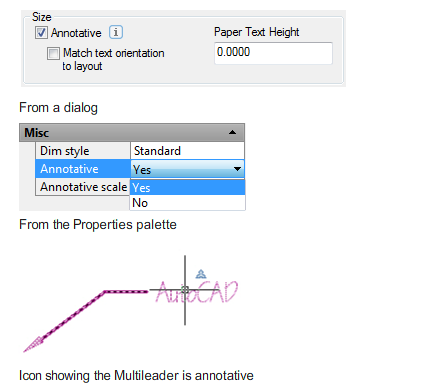 Size
Annotative
Paper Text Height
Match text orientation
to layout
0.0000
From a dialog
Misc
Dim style Standard
Annotative Yes
Annotative scale Yes
No
From the Properties palette
AutoCAD
Icon showing the Multileader is annotative